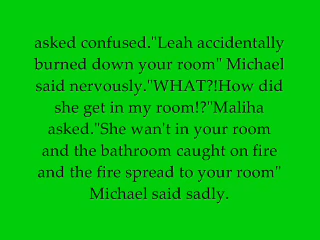 asked confused."Leah accidentally
burned down your room" Michael
said nervously."WHAT?!How did
she get in my room!?"Maliha
asked."She wan't in your room
and the bathroom caught on fire
and the fire spread to your room"
Michael said sadly.